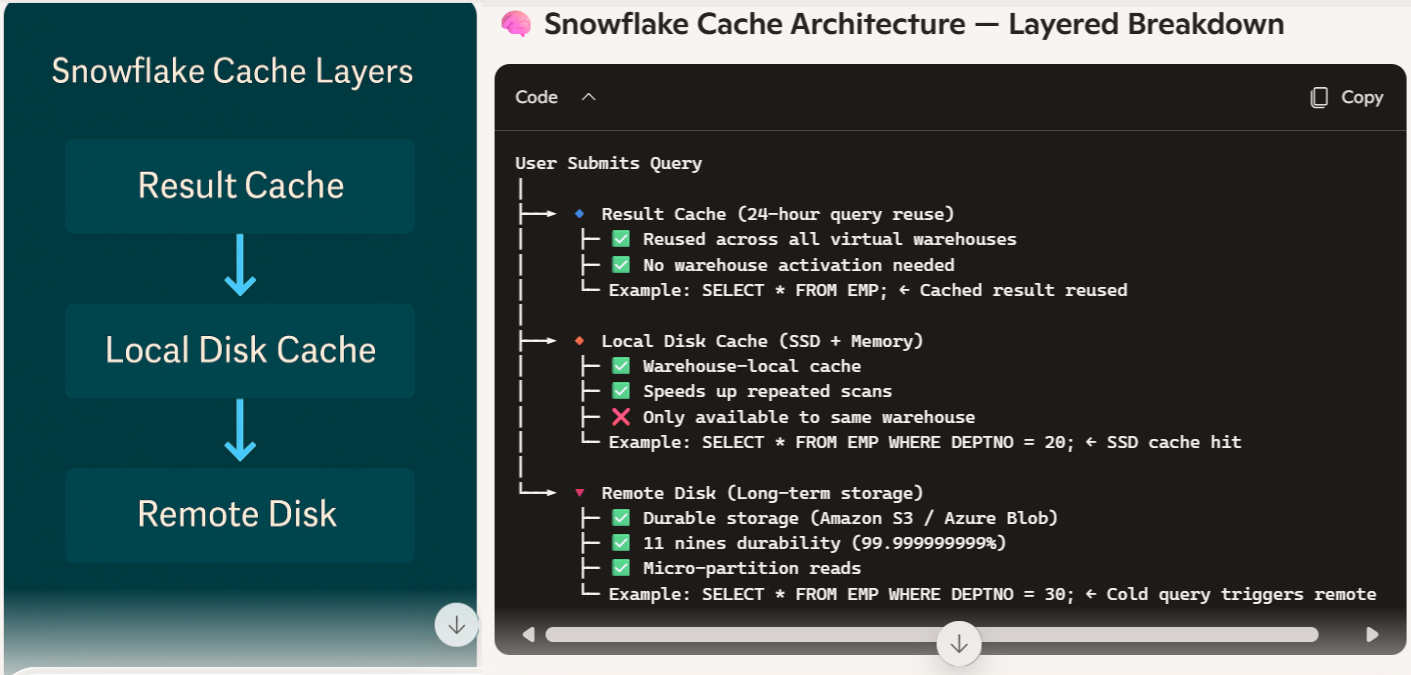 Snowflake Cache Layers
Result Cache
Local Disk Cache
Remote Disk
🧠 Snowflake Cache Architecture — Layered Breakdown
Code
Copy
User Submits Query
│
├──→ 🔹 Result Cache (24-hour query reuse)
│     ├─ ✅ Reused across all virtual warehouses
│     ├─ ✅ No warehouse activation needed
│     └─ Example: SELECT * FROM EMP; ← Cached result reused
│
├──→ 🔸 Local Disk Cache (SSD + Memory)
│     ├─ ✅ Warehouse-local cache
│     ├─ ✅ Speeds up repeated scans
│     ├─ ❌ Only available to same warehouse
│     └─ Example: SELECT * FROM EMP WHERE DEPTNO = 20; ← SSD cache hit
│
└──→ 🔻 Remote Disk (Long-term storage)
      ├─ ✅ Durable storage (Amazon S3 / Azure Blob)
      ├─ ✅ 11 nines durability (99.999999999%)
      ├─ ✅ Micro-partition reads
      └─ Example: SELECT * FROM EMP WHERE DEPTNO = 30; ← Cold query triggers remote